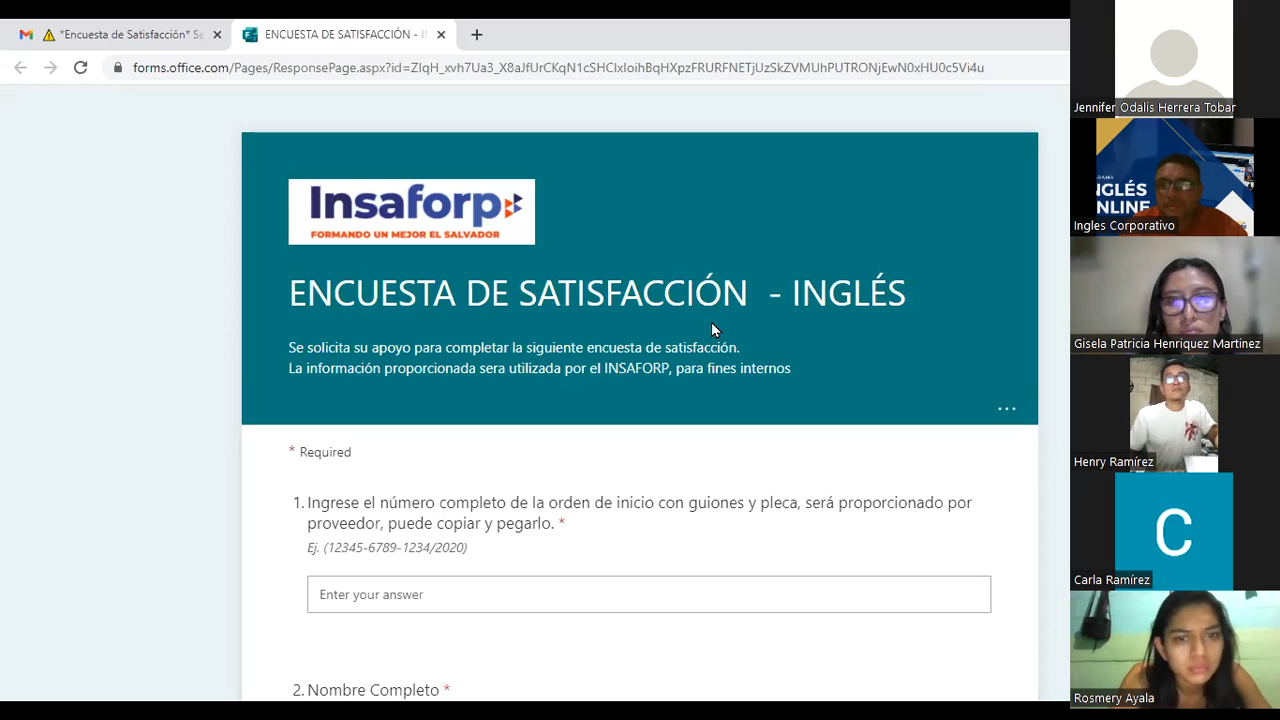 *Encuesta de Satisfacción* Se
ENCUESTA DE SATISFACCIÓN - I
forms.office.com/Pages/ResponsePage.aspx?id=ZIqH_xvh7Ua3_X8aJfUrCKqN1cSHCIxIoihBqHXpzFRURFNETjUzSkZVMUhPUTRONjEwN0xHU0c5Vi4u
Insaforp
FORMANDO UN MEJOR EL SALVADOR
ENCUESTA DE SATISFACCIÓN - INGLÉS
Se solicita su apoyo para completar la siguiente encuesta de satisfacción.
La información proporcionada sera utilizada por el INSAFORP, para fines internos
* Required
1. Ingrese el número completo de la orden de inicio con guiones y pleca, será proporcionado por
proveedor, puede copiar y pegarlo. *
Ej. (12345-6789-1234/2020)
Enter your answer
2. Nombre Completo *
Jennifer Odalis Herrera Tobar
NGLÉS
NLINE
Ingles Corporativo
Gisela Patricia Henriquez Martinez
Henry Ramírez
C
Carla Ramírez
Rosmery Ayala